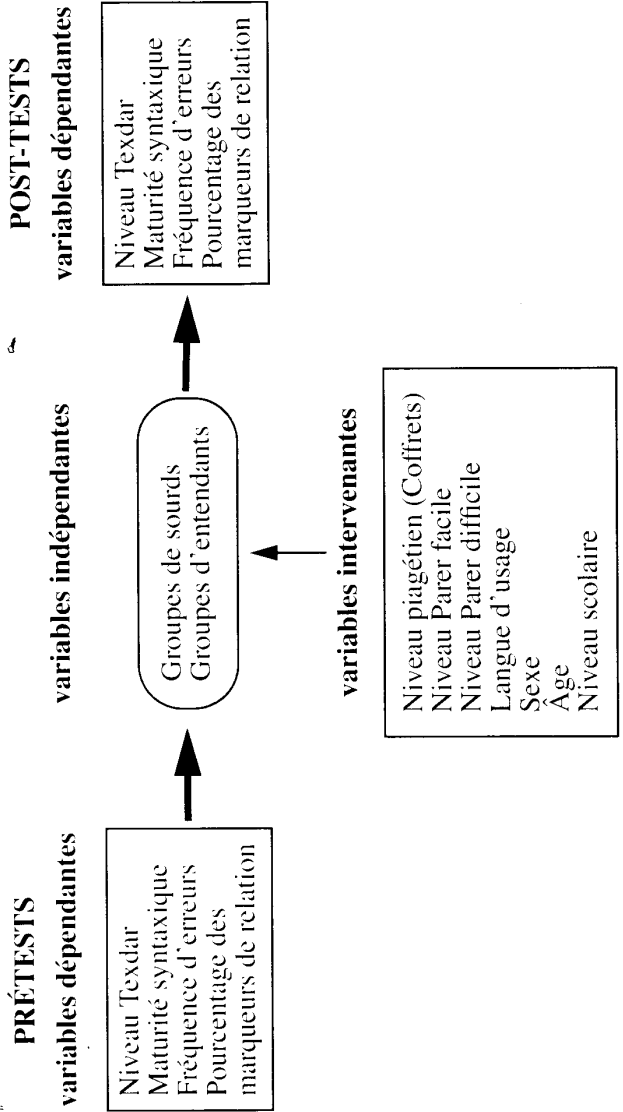 PRÉTESTS
variables dépendantes
Niveau Texdar
Maturité syntaxique
Fréquence d'erreurs
Pourcentage des
marqueurs de relation
variables indépendantes
Groupes de sourds
Groupes d'entendants
variables intervenantes
Niveau piagétien (Coffrets)
Niveau Parer facile
Niveau Parer difficile
Langue d'usage
Sexe
Âge
Niveau scolaire
POST-TESTS
variables dépendantes
Niveau Texdar
Maturité syntaxique
Fréquence d'erreurs
Pourcentage des
marqueurs de relation